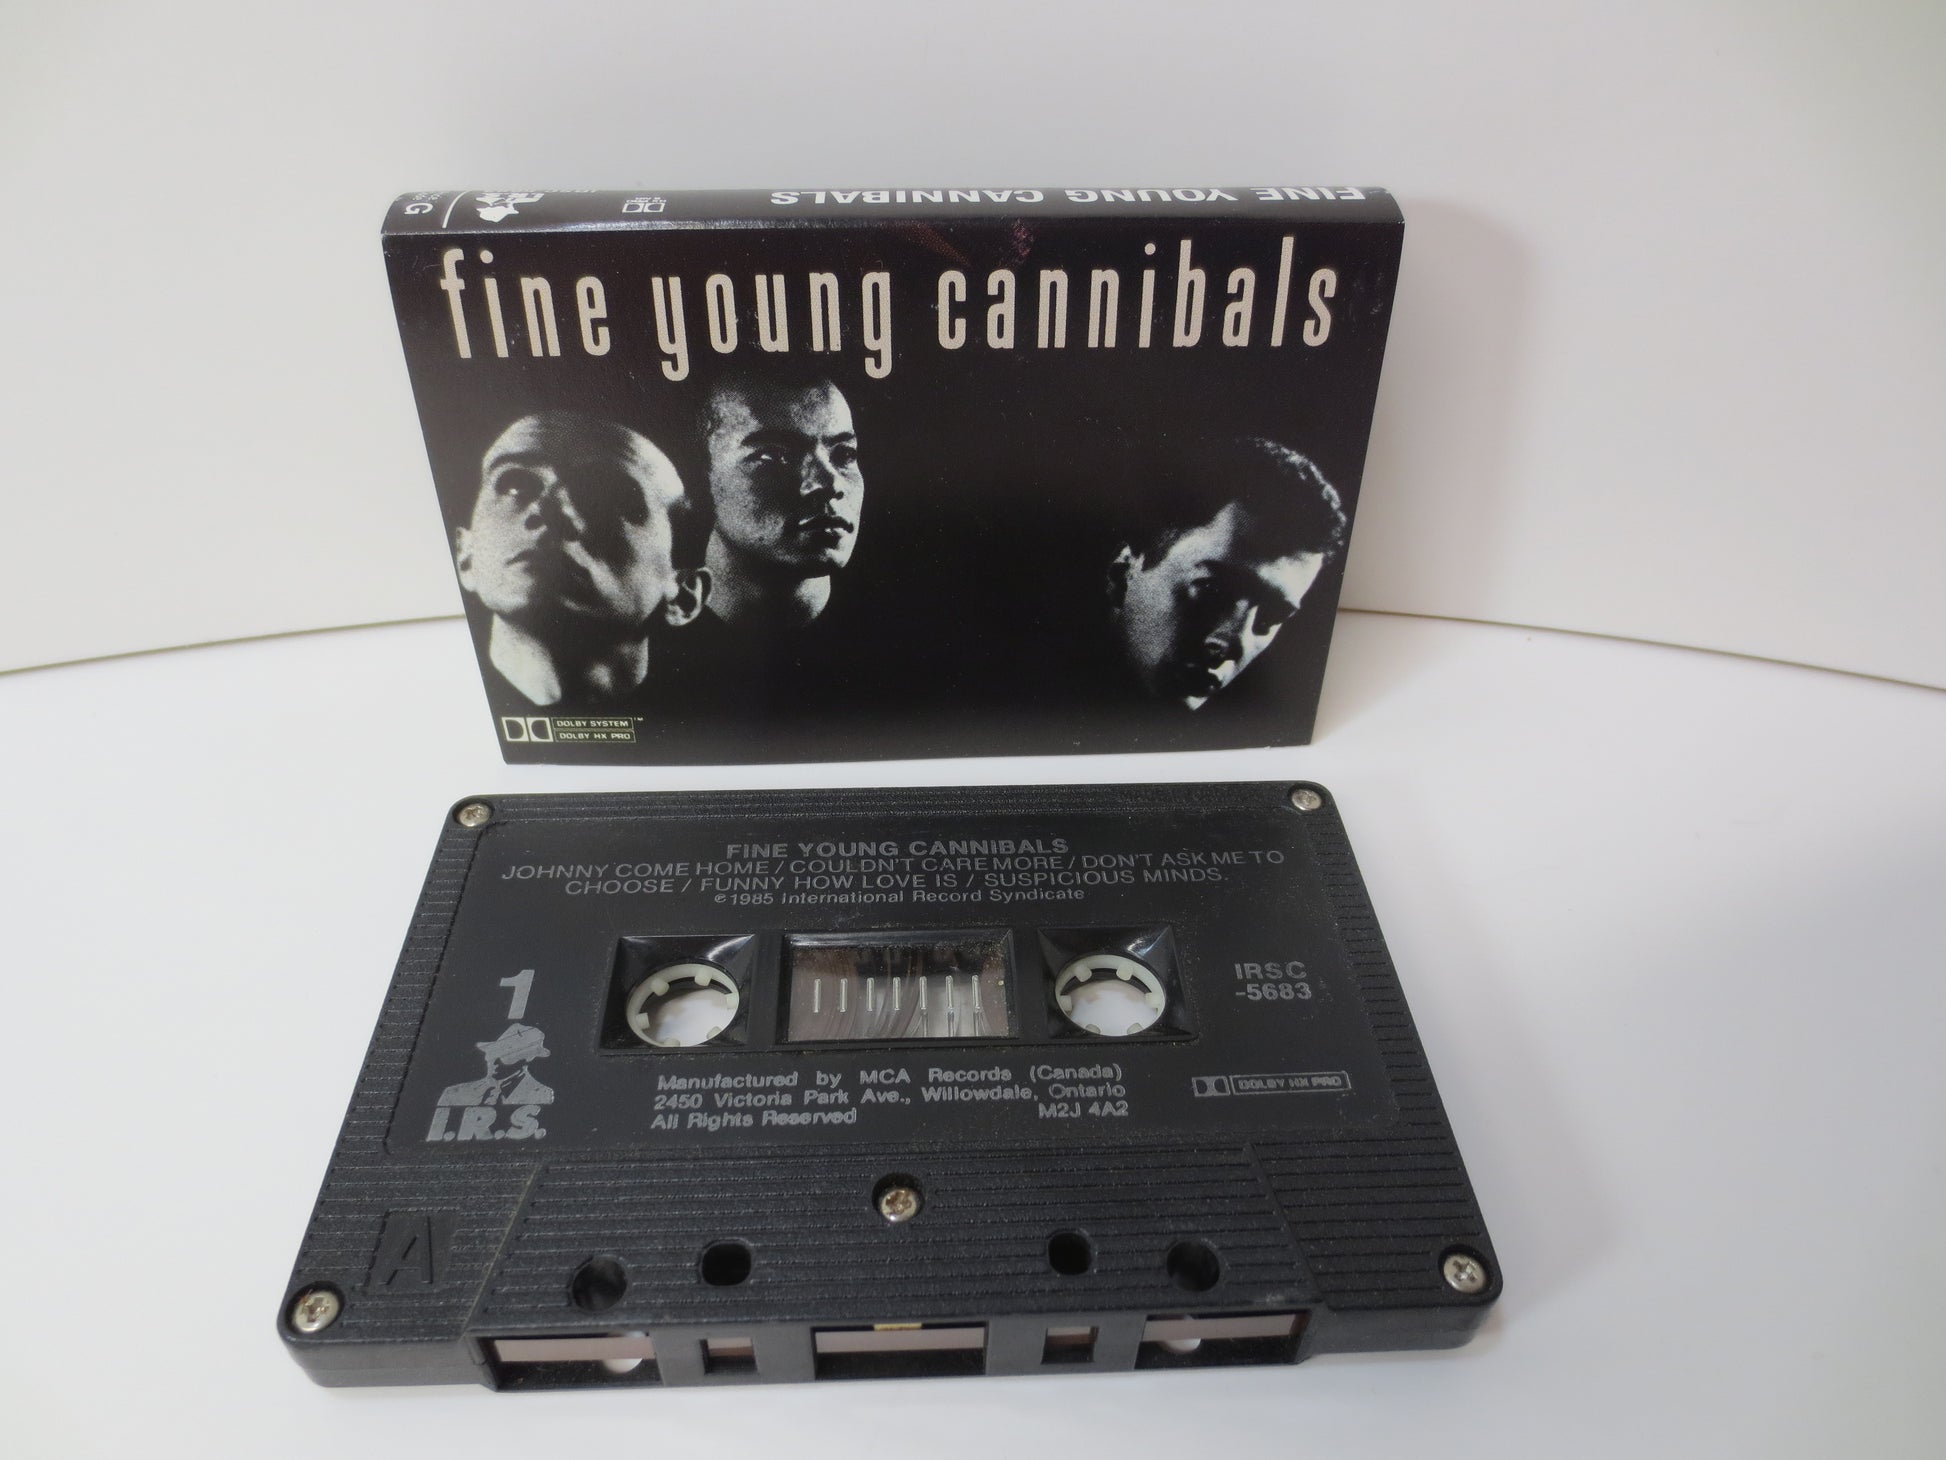 FINE YOUNG CANNIBALS
G
fine young cannibals
DOLBY SYSTEM ™
DOLBY HX PRO
FINE YOUNG CANNIBALS
JOHNNY COME HOME / COULDN'T CARE MORE / DON'T ASK ME TO
CHOOSE / FUNNY HOW LOVE IS / SUSPICIOUS MINDS.
℗1985 International Record Syndicate
1
IRSC
-5683
I.R.S.
Manufactured by MCA Records (Canada)
2450 Victoria Park Ave., Willowdale, Ontario
All Rights Reserved M2J 4A2
DOLBY HX PRO
A